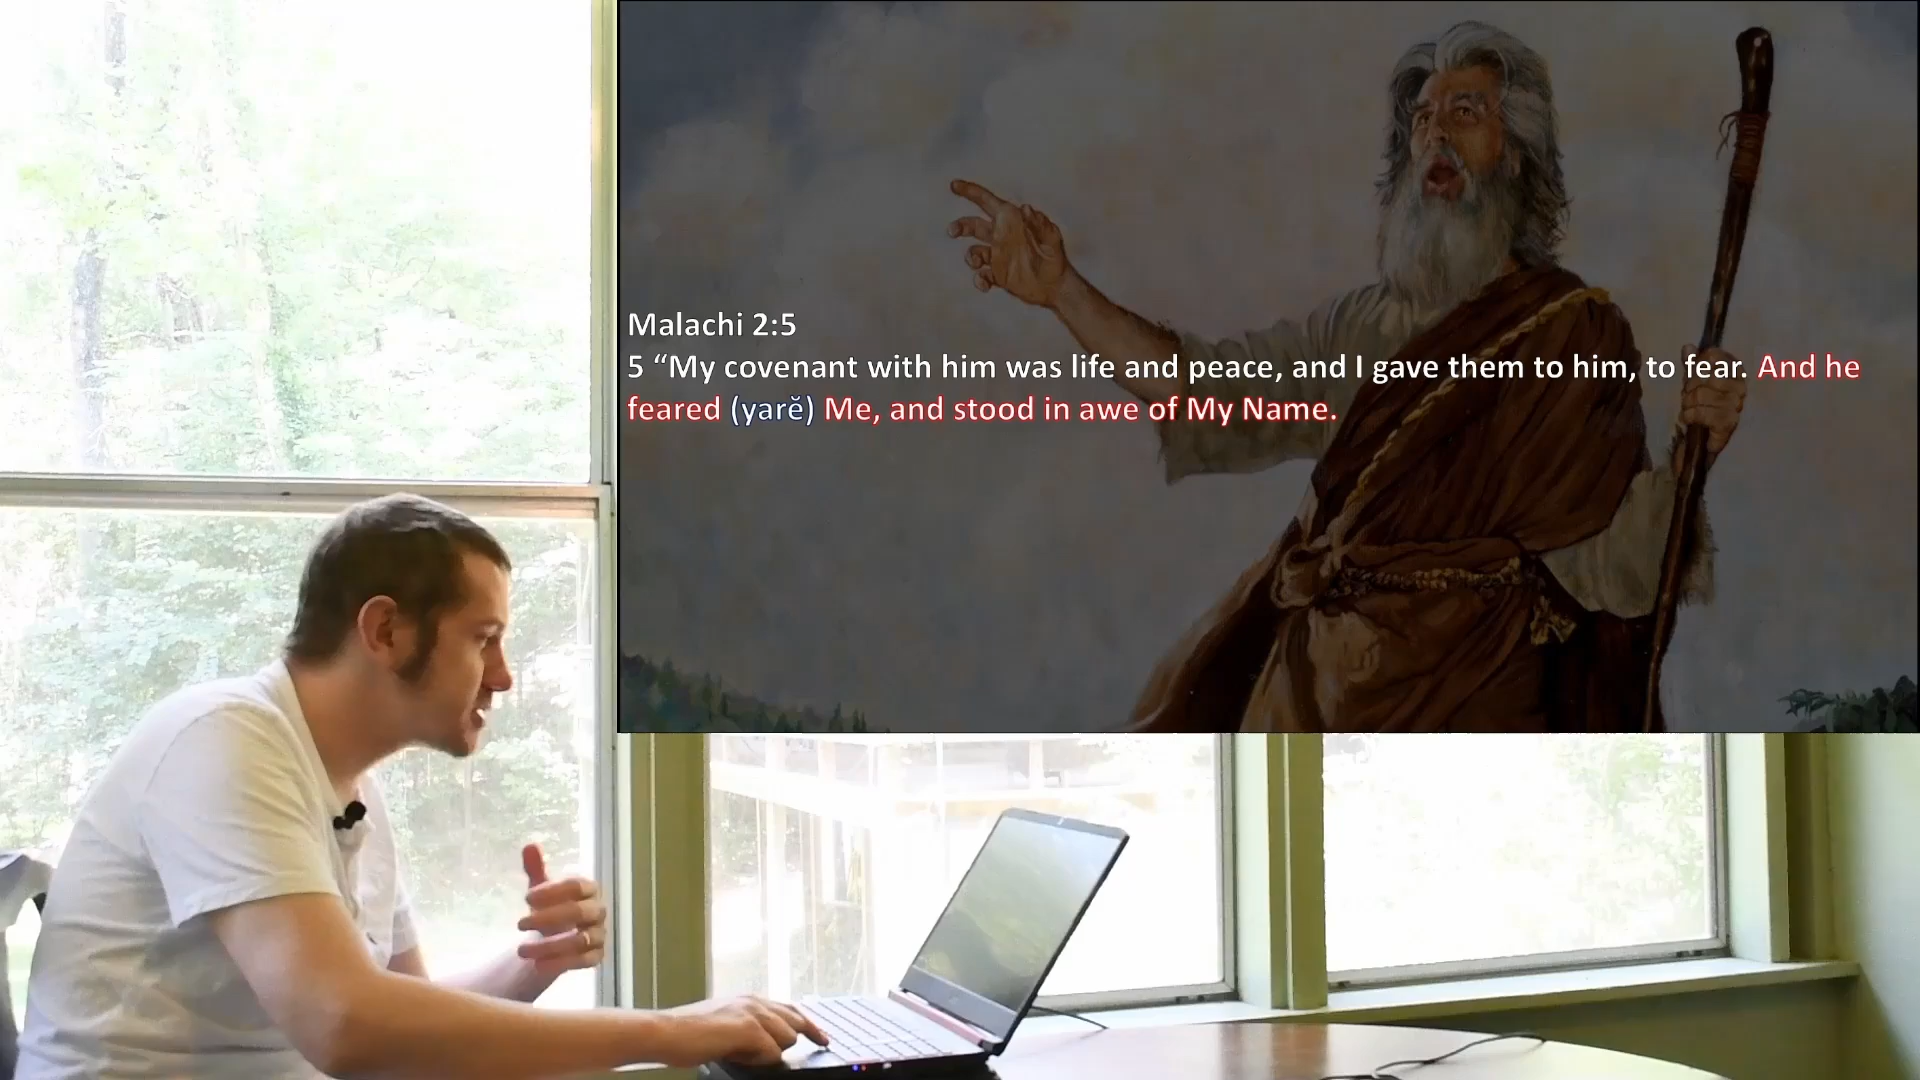 Malachi 2:5
5 “My covenant with him was life and peace, and I gave them to him, to fear. And he
feared (yarĕ) Me, and stood in awe of My Name.